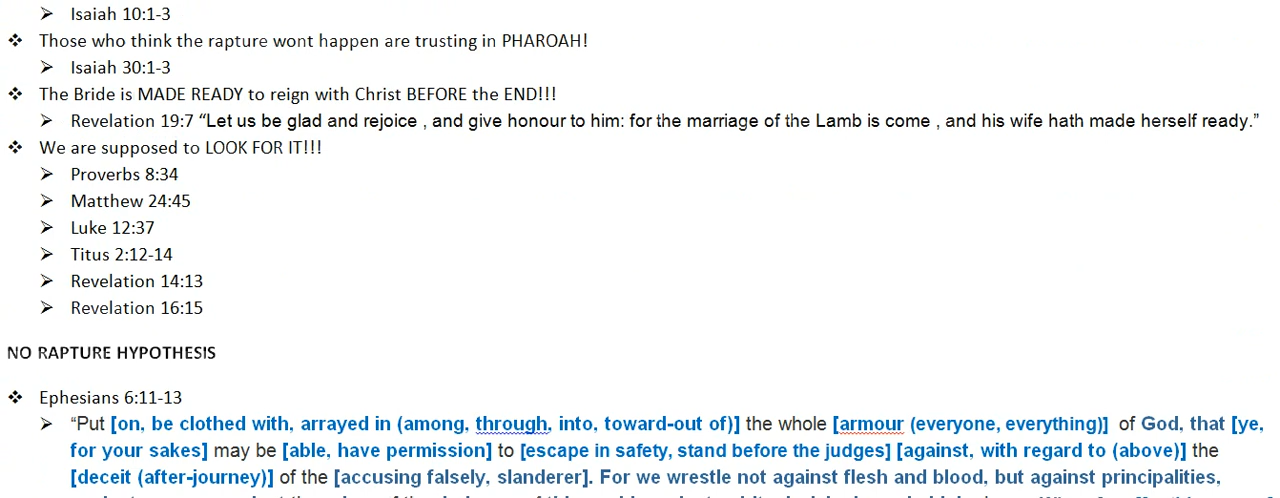 ➢ Isaiah 10:1-3
❖ Those who think the rapture wont happen are trusting in PHAROAH!
➢ Isaiah 30:1-3
❖ The Bride is MADE READY to reign with Christ BEFORE the END!!!
➢ Revelation 19:7 “Let us be glad and rejoice , and give honour to him: for the marriage of the Lamb is come , and his wife hath made herself ready.”
❖ We are supposed to LOOK FOR IT!!!
➢ Proverbs 8:34
➢ Matthew 24:45
➢ Luke 12:37
➢ Titus 2:12-14
➢ Revelation 14:13
➢ Revelation 16:15
NO RAPTURE HYPOTHESIS
❖ Ephesians 6:11-13
➢ “Put [on, be clothed with, arrayed in (among, through, into, toward-out of)] the whole [armour (everyone, everything)] of God, that [ye,
for your sakes] may be [able, have permission] to [escape in safety, stand before the judges] [against, with regard to (above)] the
[deceit (after-journey)] of the [accusing falsely, slanderer]. For we wrestle not against flesh and blood, but against principalities,